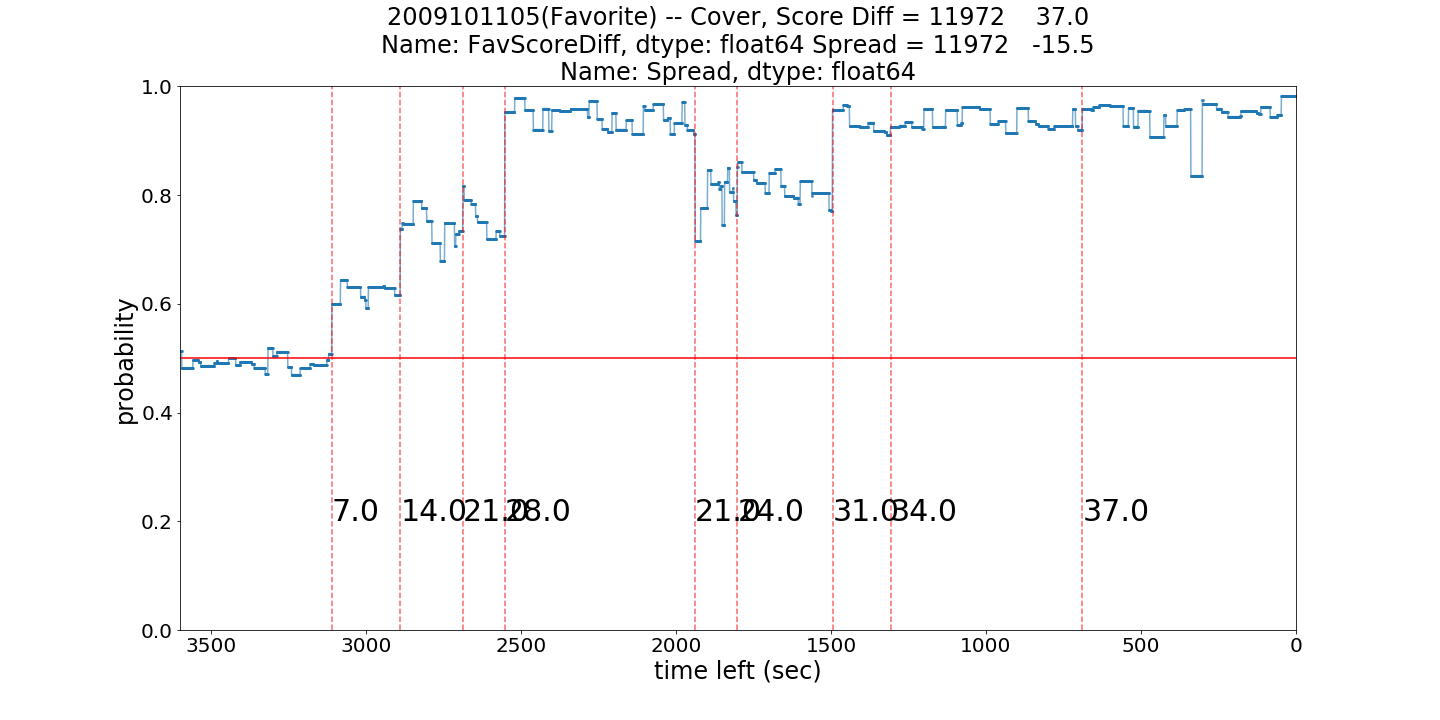 2009101105(Favorite) -- Cover, Score Diff = 11972    37.0
Name: FavScoreDiff, dtype: float64 Spread = 11972   -15.5
Name: Spread, dtype: float64
1.0
0.8
0.6
0.4
0.2
0.0
probability
7.0 14.0 21.0 28.0 21.0 24.0 31.0 34.0 37.0
3500 3000 2500 2000 1500 1000 500 0
time left (sec)